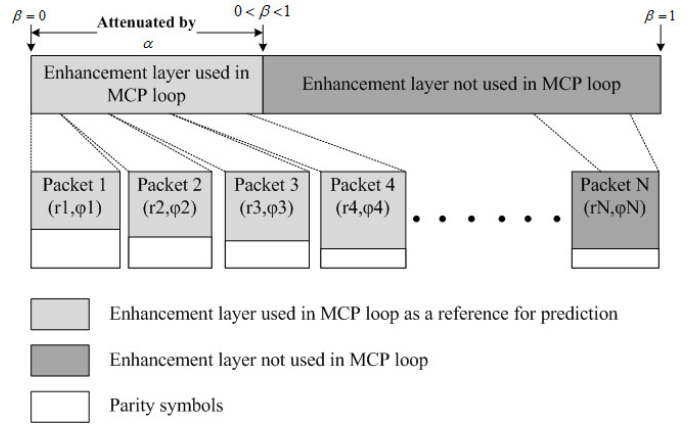 β = 0
Attenuated by
α
0 < β < 1
β = 1
Enhancement layer used in
MCP loop
Enhancement layer not used in MCP loop
Packet 1
(r1,φ1)
Packet 2
(r2,φ2)
Packet 3
(r3,φ3)
Packet 4
(r4,φ4)
Packet N
(rN,φN)
Enhancement layer used in MCP loop as a reference for prediction
Enhancement layer not used in MCP loop
Parity symbols